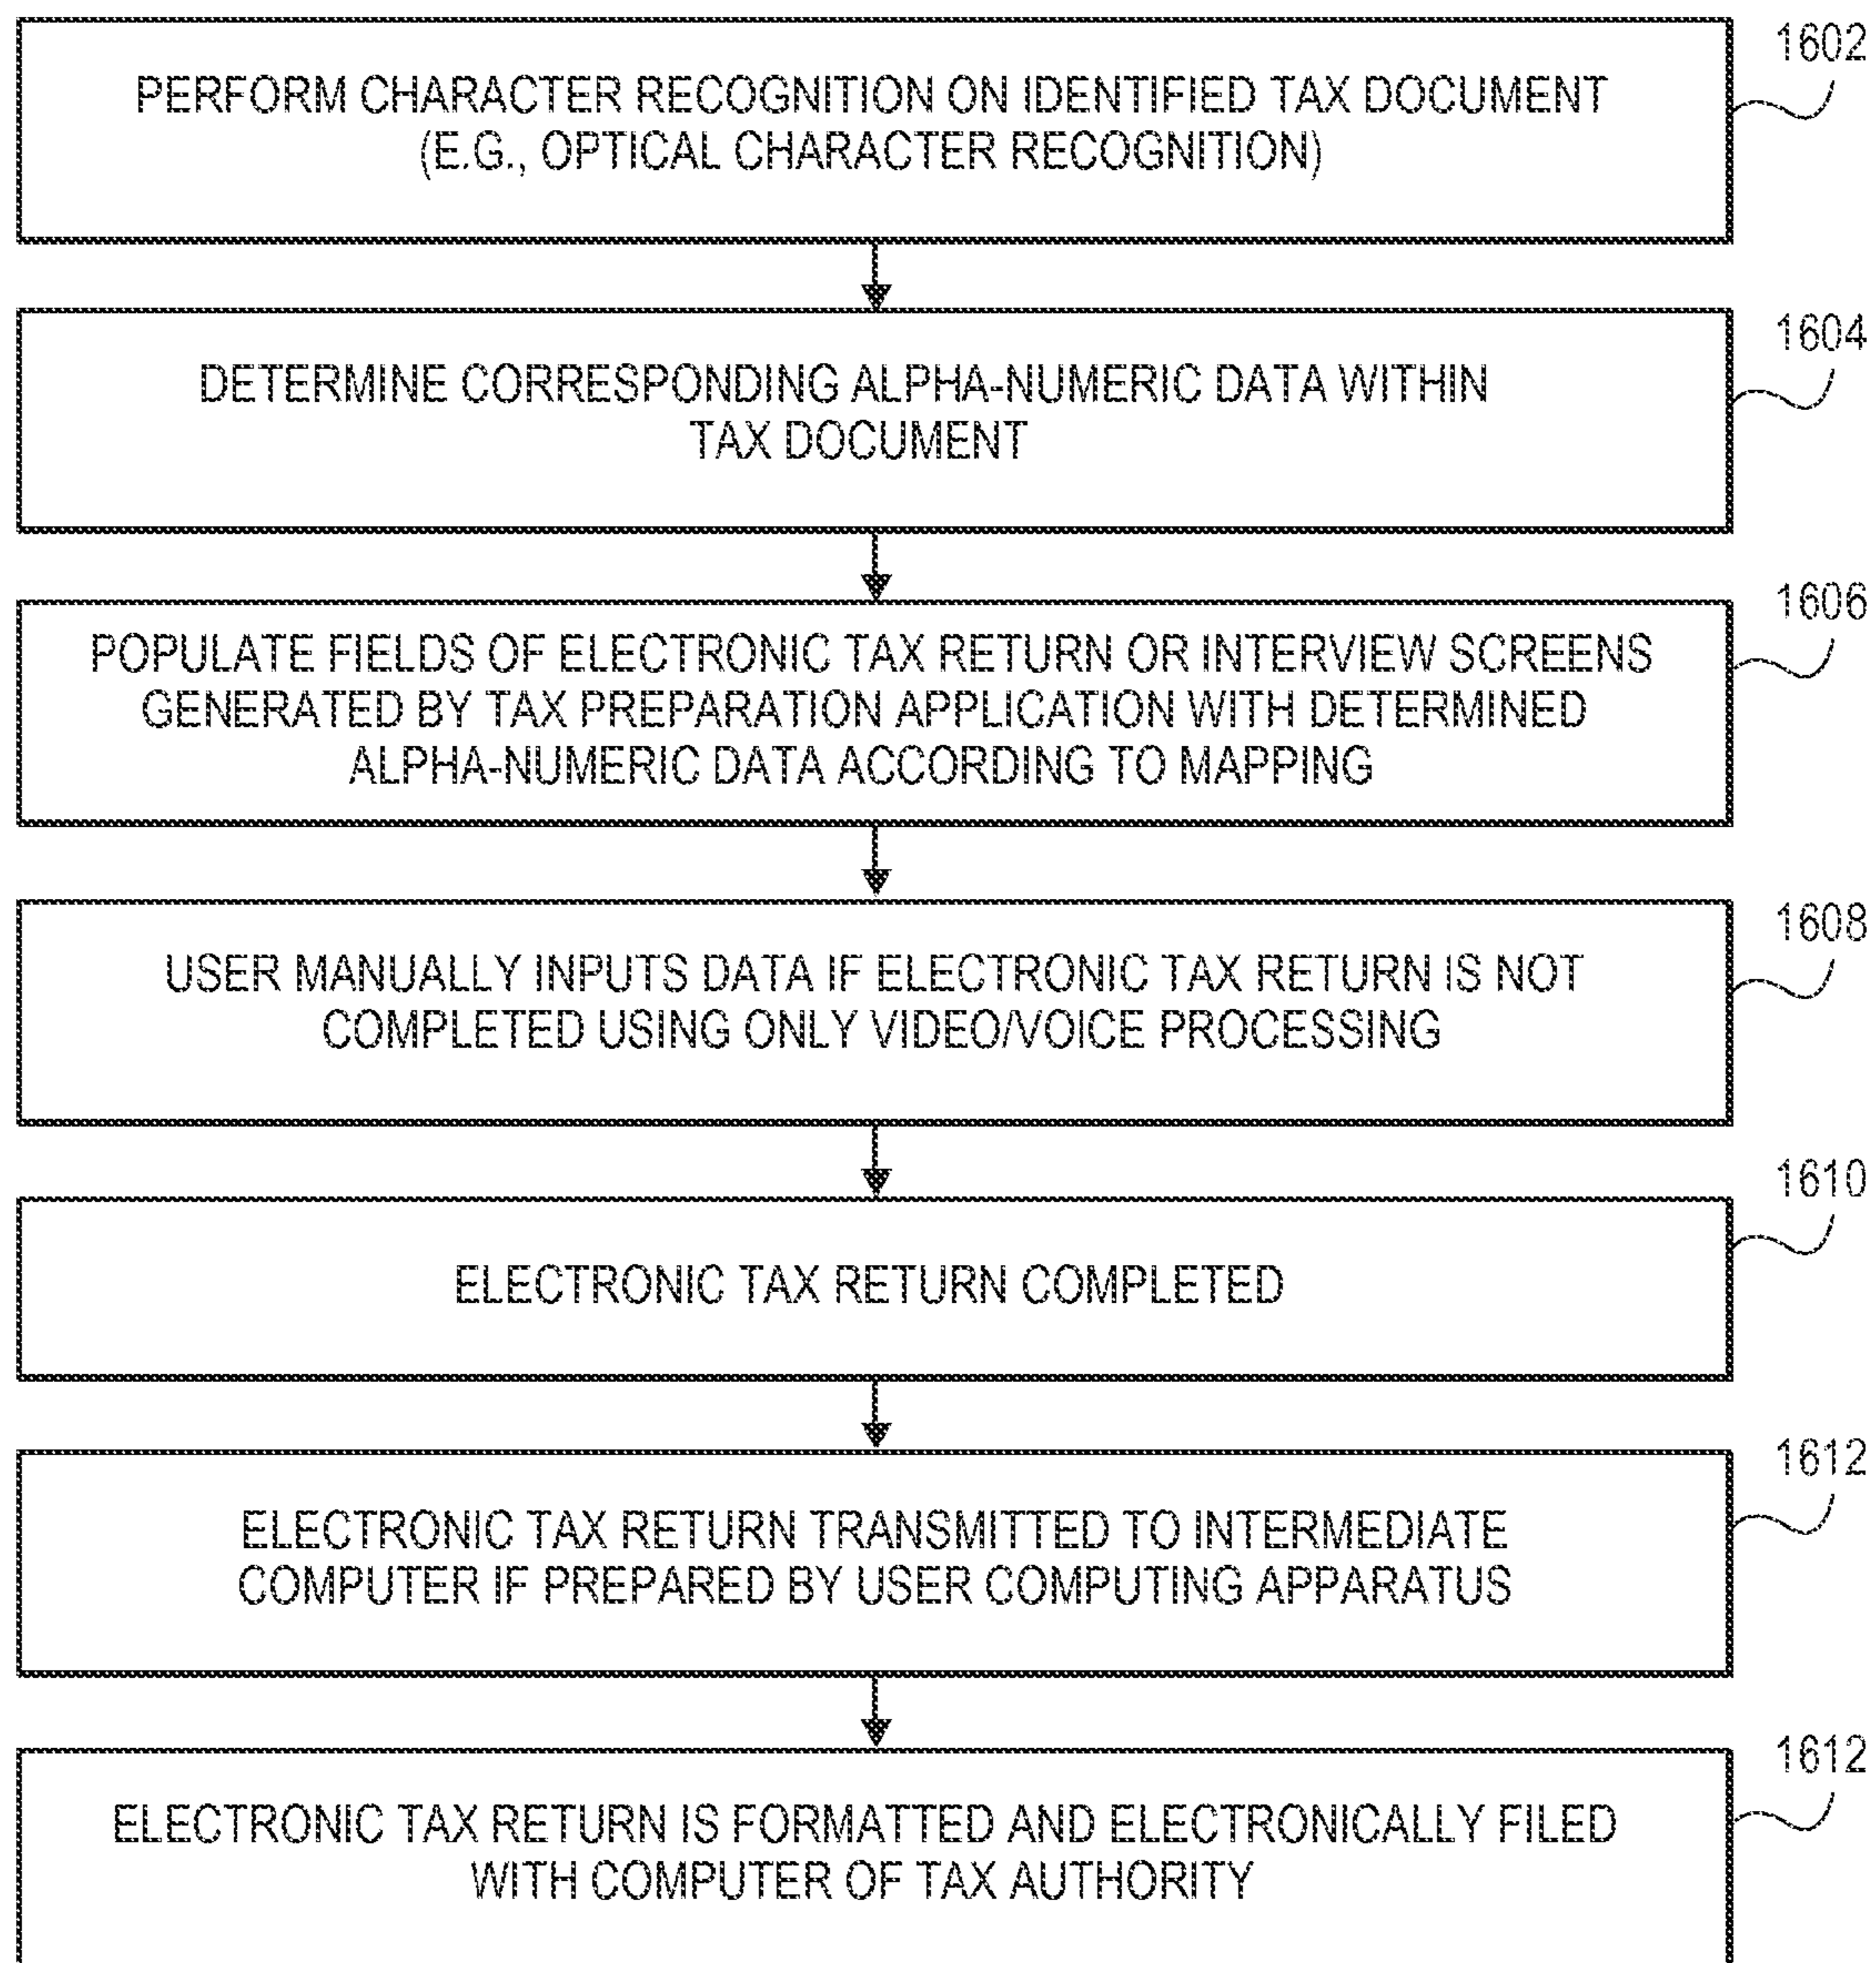 1602
PERFORM CHARACTER RECOGNITION ON IDENTIFIED TAX DOCUMENT
(E.G., OPTICAL CHARACTER RECOGNITION)
1604
DETERMINE CORRESPONDING ALPHA-NUMERIC DATA WITHIN
TAX DOCUMENT
1606
POPULATE FIELDS OF ELECTRONIC TAX RETURN OR INTERVIEW SCREENS
GENERATED BY TAX PREPARATION APPLICATION WITH DETERMINED
ALPHA-NUMERIC DATA ACCORDING TO MAPPING
1608
USER MANUALLY INPUTS DATA IF ELECTRONIC TAX RETURN IS NOT
COMPLETED USING ONLY VIDEO/VOICE PROCESSING
1610
ELECTRONIC TAX RETURN COMPLETED
1612
ELECTRONIC TAX RETURN TRANSMITTED TO INTERMEDIATE
COMPUTER IF PREPARED BY USER COMPUTING APPARATUS
1612
ELECTRONIC TAX RETURN IS FORMATTED AND ELECTRONICALLY FILED
WITH COMPUTER OF TAX AUTHORITY